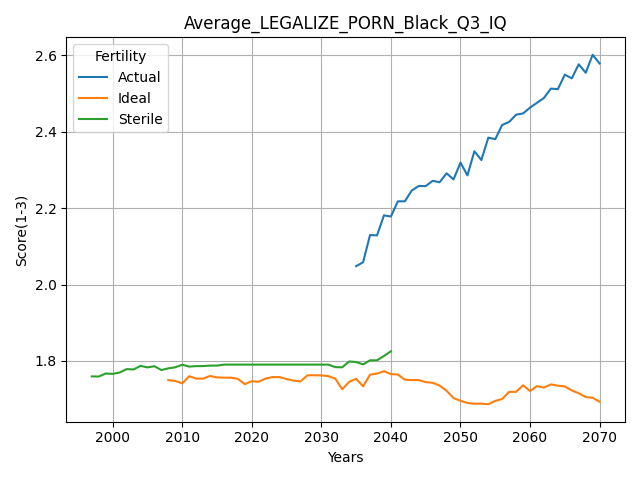 Average_LEGALIZE_PORN_Black_Q3_IQ
Fertility
Actual
Ideal
Sterile
Score(1-3)
2.6
2.4
2.2
2.0
1.8
2000 2010 2020 2030 2040 2050 2060 2070
Years